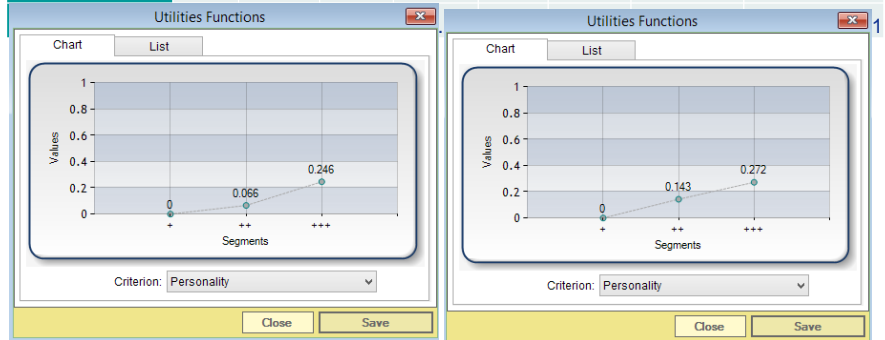 Utilities Functions
Chart List
1
0.8
0.6
0.4
0.2
0
Values
0
0.066
0.246
+ ++ +++
Segments
Criterion: Personality
Close Save
.
Utilities Functions
Chart List
1
0.8
0.6
0.4
0.2
0
Values
0
0.143
0.272
+ ++ +++
Segments
Criterion: Personality
Close Save
1